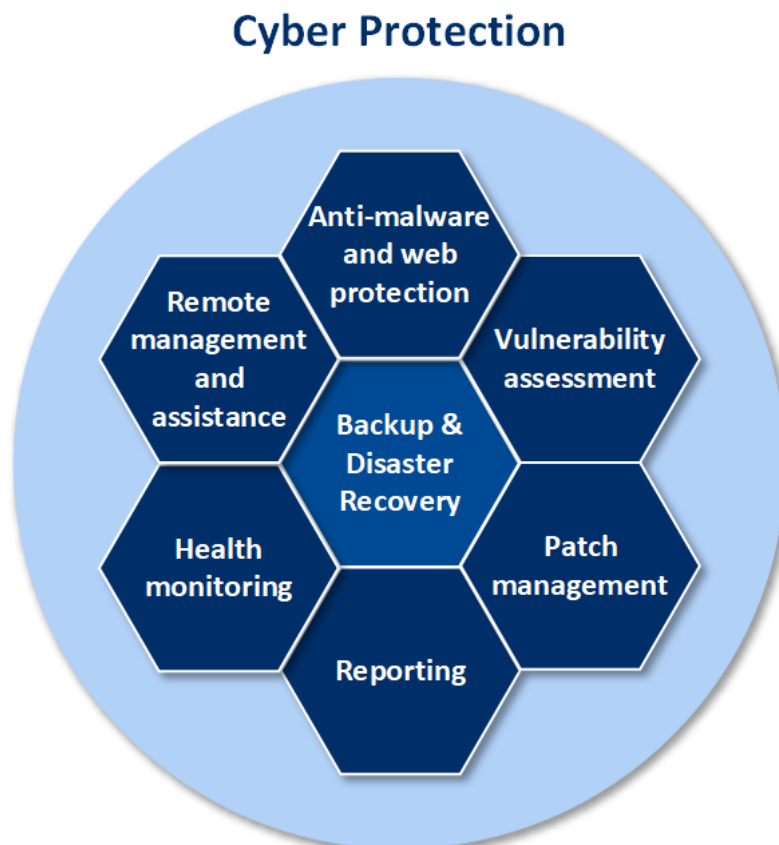 Cyber Protection
Anti-malware
and web
protection
Remote
management
and
assistance
Vulnerability
assessment
Backup &
Disaster
Recovery
Health
monitoring
Patch
management
Reporting